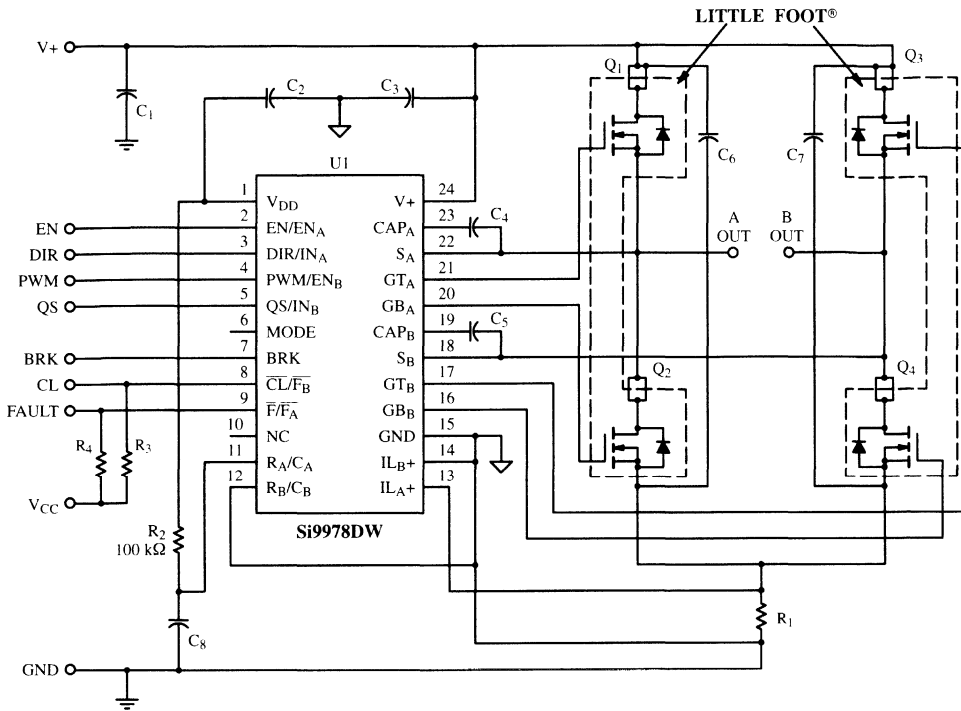 LITTLE FOOT®
V+
C1
C2
C3
Q1
Q3
C6
C7
U1
1 VDD
2 EN/ENA
3 DIR/INA
4 PWM/ENB
5 QS/INB
6 MODE
7 BRK
8 CL/FB
9 F/FA
10 NC
11 RA/CA
12 RB/CB
V+ 24
CAPA 23
SA 22
GTA 21
GBA 20
CAPB 19
SB 18
GTB 17
GBB 16
GND 15
ILB+ 14
ILA+ 13
Si9978DW
EN
DIR
PWM
QS
BRK
CL
FAULT
VCC
GND
C4
C5
A
OUT
B
OUT
Q2
Q4
R4
R3
R2
100 kΩ
C8
R1